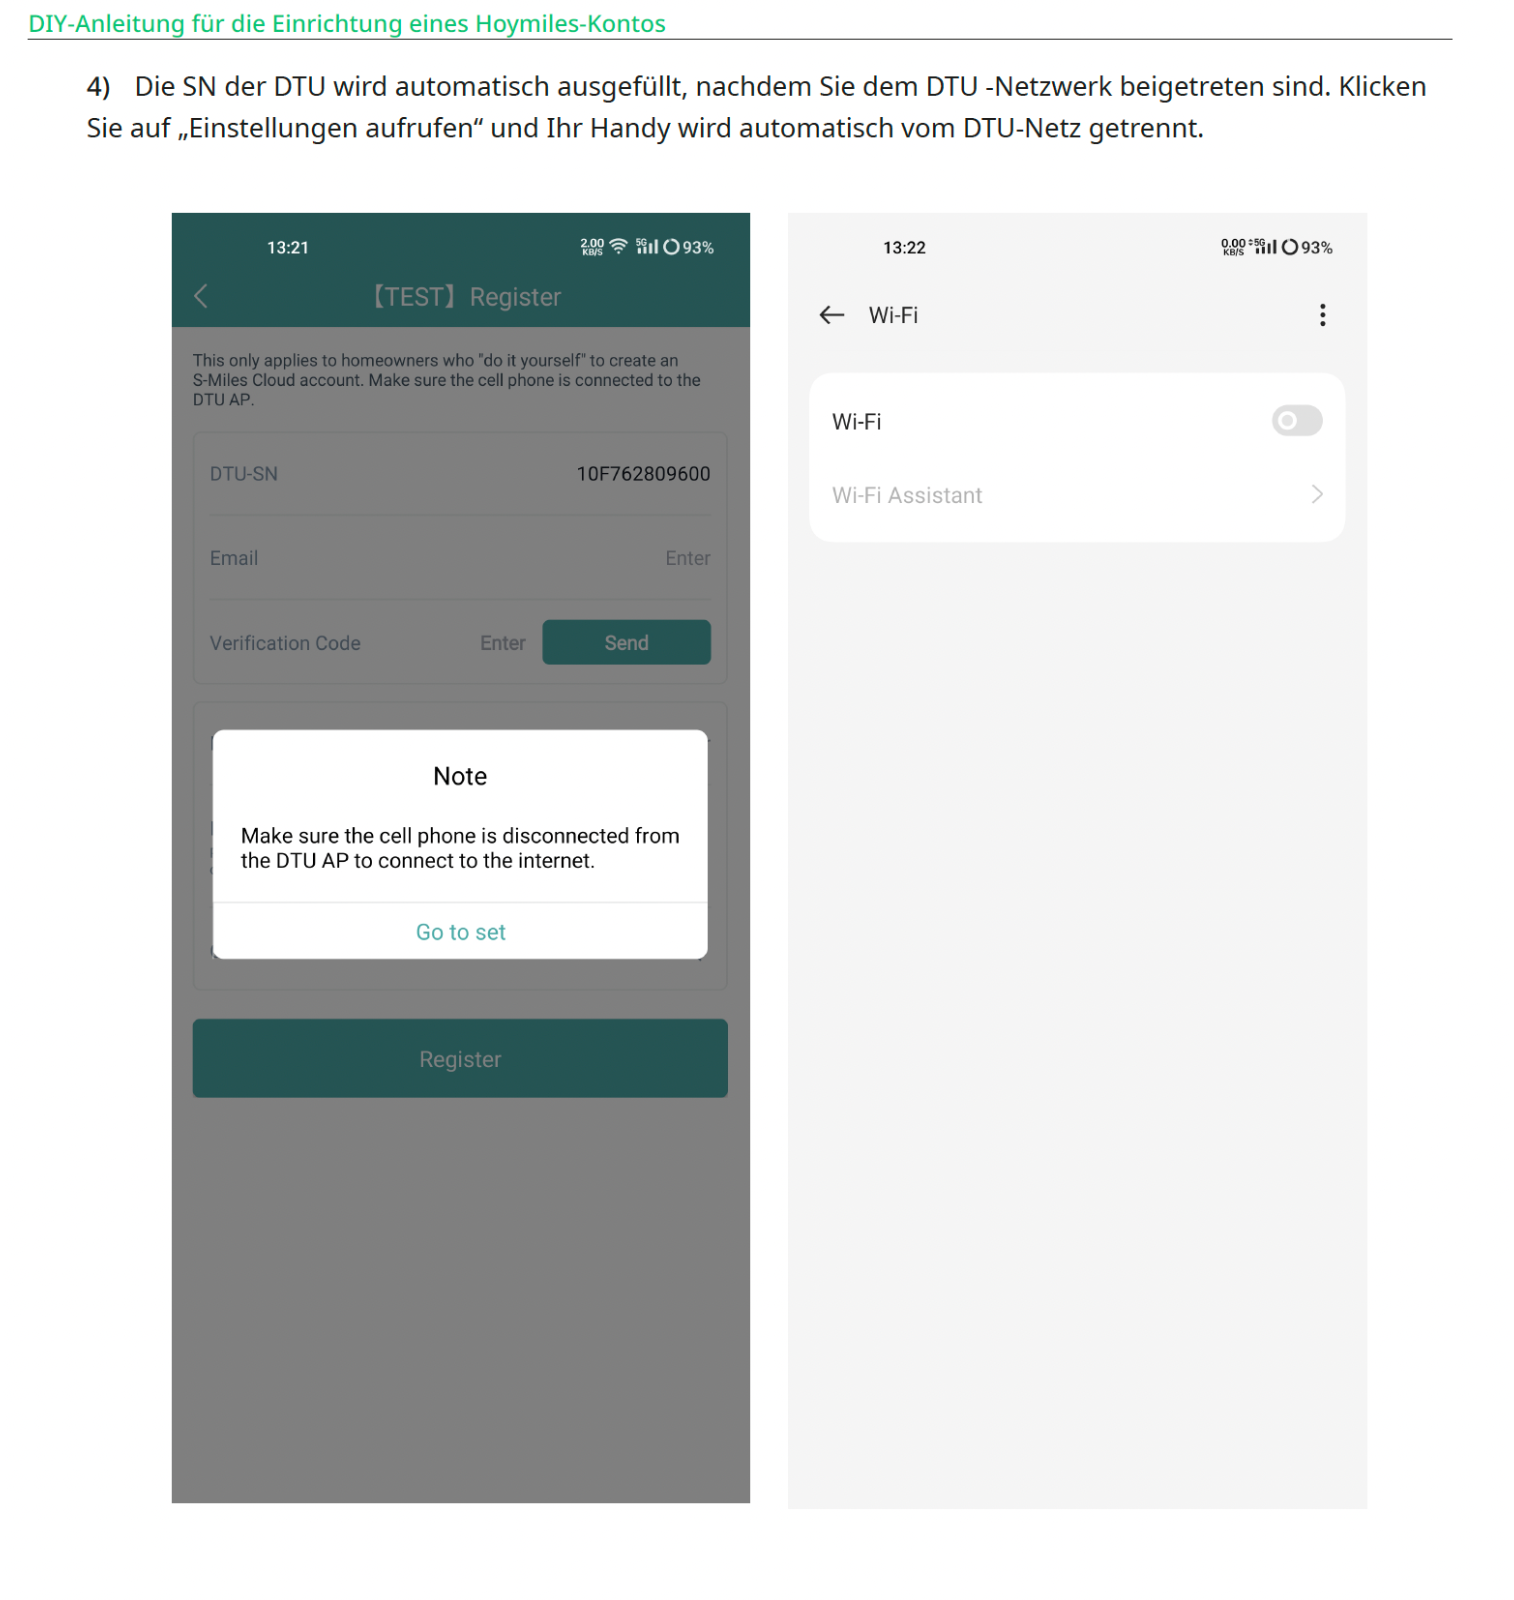 DIY-Anleitung für die Einrichtung eines Hoymiles-Kontos
4) Die SN der DTU wird automatisch ausgefüllt, nachdem Sie dem DTU -Netzwerk beigetreten sind. Klicken
Sie auf „Einstellungen aufrufen“ und Ihr Handy wird automatisch vom DTU-Netz getrennt.
13:21
2.00 KB/S 5G 93%
【TEST】Register
This only applies to homeowners who "do it yourself" to create an
S-Miles Cloud account. Make sure the cell phone is connected to the
DTU AP.
DTU-SN 10F762809600
Email Enter
Verification Code Enter Send
Note
Make sure the cell phone is disconnected from
the DTU AP to connect to the internet.
Go to set
Register
13:22
0.00 KB/S 5G 93%
Wi-Fi
Wi-Fi
Wi-Fi Assistant